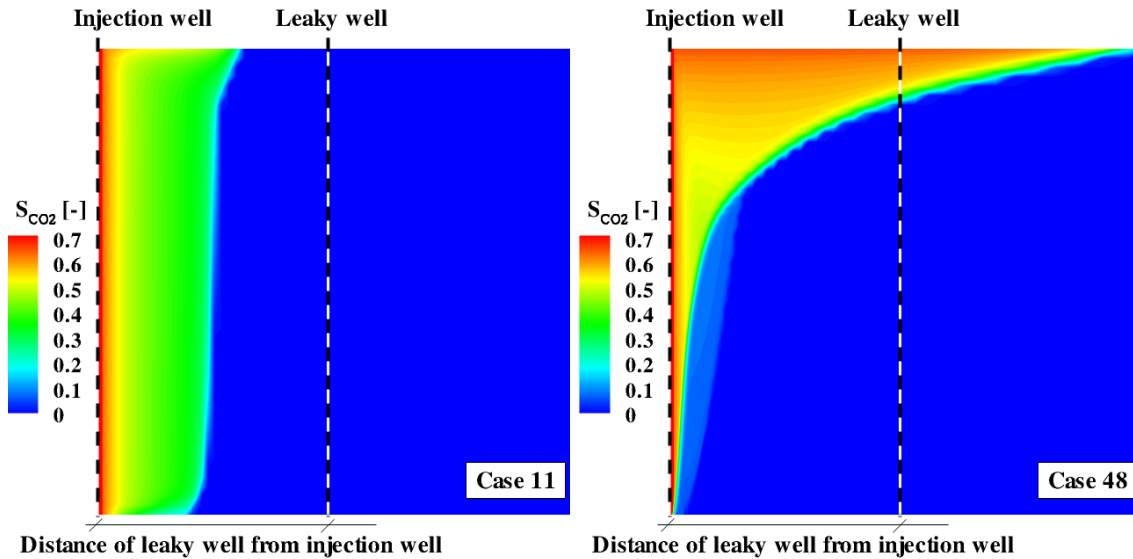 Injection well Leaky well
S_CO2 [-]
0.7
0.6
0.5
0.4
0.3
0.2
0.1
0
Case 11
Distance of leaky well from injection well
Injection well Leaky well
S_CO2 [-]
0.7
0.6
0.5
0.4
0.3
0.2
0.1
0
Case 48
Distance of leaky well from injection well